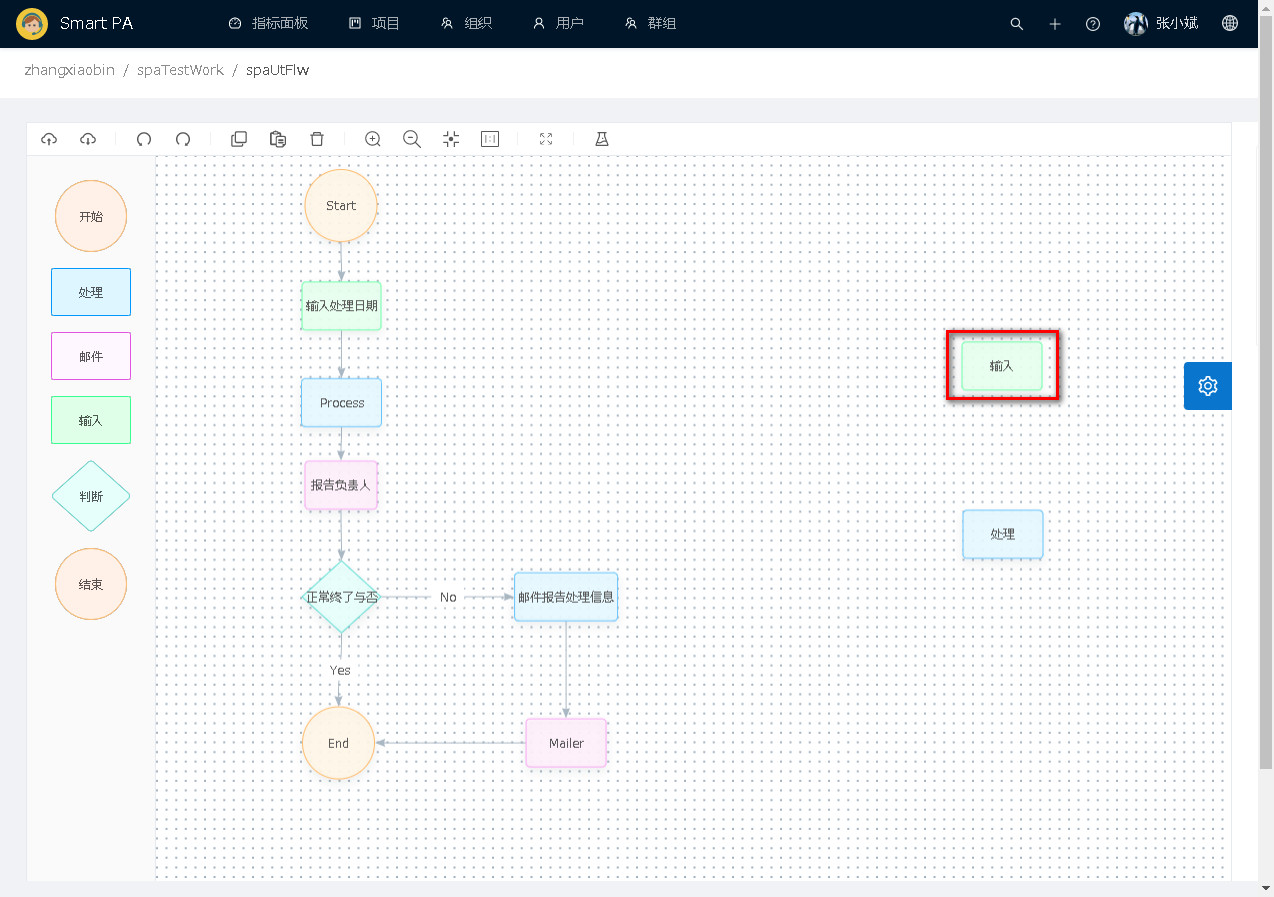 Smart PA 指标面板 项目 组织 用户 群组 张小斌
zhangxiaobin / spaTestWork / spaUtFlw
开始
处理
邮件
输入
判断
结束
Start
输入处理日期
Process
报告负责人
正常终了与否
No
邮件报告处理信息
Yes
End
Mailer
输入
处理